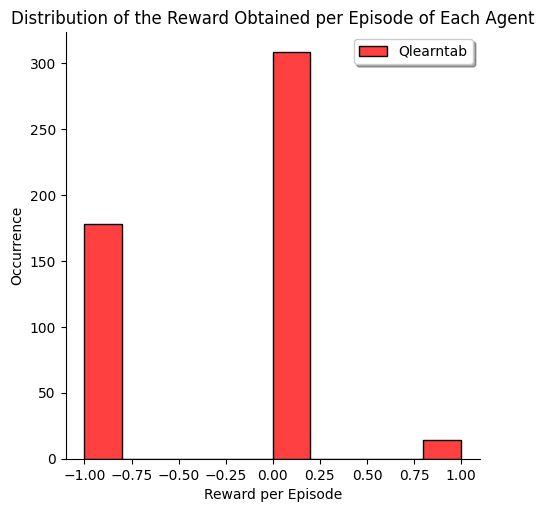 Distribution of the Reward Obtained per Episode of Each Agent
Qlearntab
300
250
200
150
100
50
0
Occurrence
−1.00 −0.75 −0.50 −0.25 0.00 0.25 0.50 0.75 1.00
Reward per Episode